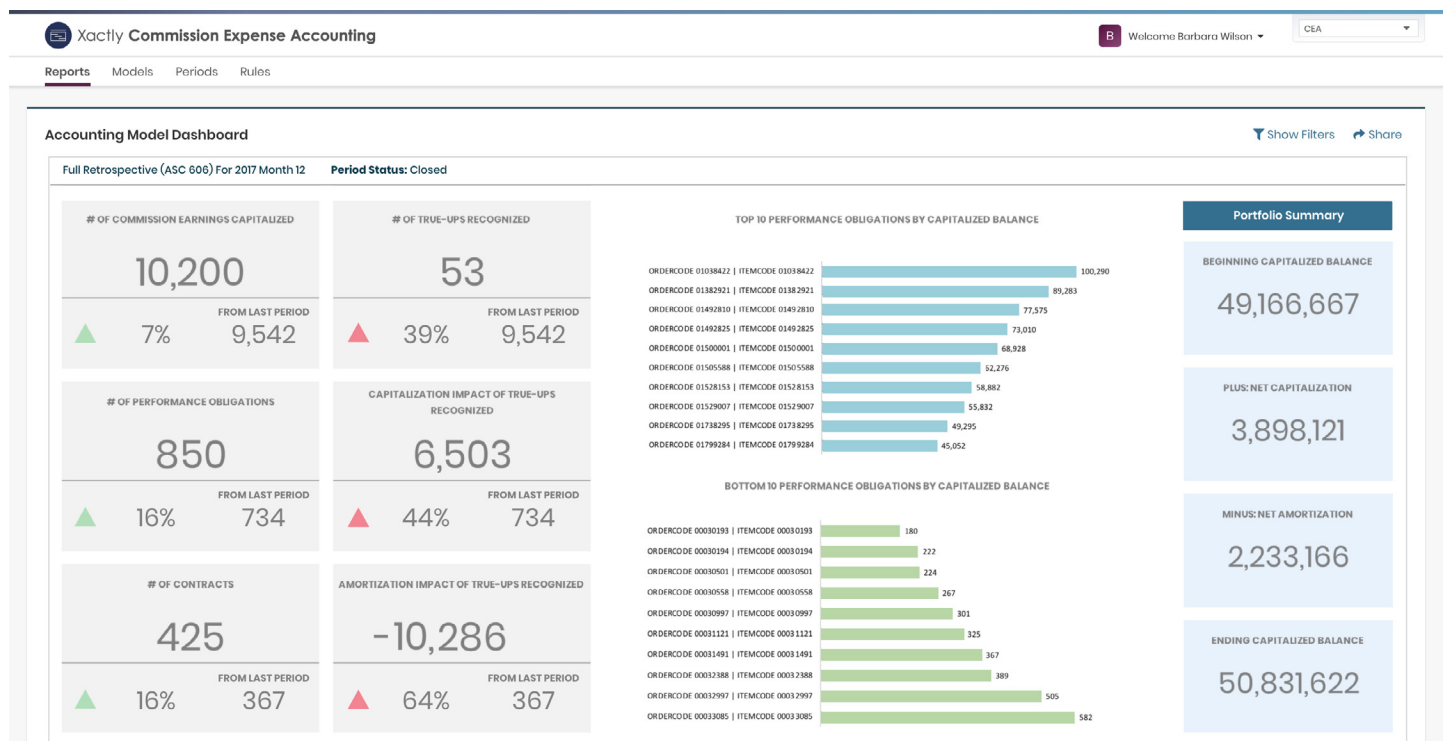 Xactly Commission Expense Accounting
B Welcome Barbara Wilson
CEA
Reports Models Periods Rules
Accounting Model Dashboard
Show Filters Share
Full Retrospective (ASC 606) For 2017 Month 12 Period Status: Closed
# OF COMMISSION EARNINGS CAPITALIZED
10,200
FROM LAST PERIOD
7% 9,542
# OF TRUE-UPS RECOGNIZED
53
FROM LAST PERIOD
39% 9,542
# OF PERFORMANCE OBLIGATIONS
850
FROM LAST PERIOD
16% 734
CAPITALIZATION IMPACT OF TRUE-UPS
RECOGNIZED
6,503
FROM LAST PERIOD
44% 734
# OF CONTRACTS
425
FROM LAST PERIOD
16% 367
AMORTIZATION IMPACT OF TRUE-UPS RECOGNIZED
-10,286
FROM LAST PERIOD
64% 367
TOP 10 PERFORMANCE OBLIGATIONS BY CAPITALIZED BALANCE
ORDERCODE 01038422 | ITEMCODE 01038422 100,290
ORDERCODE 01382921 | ITEMCODE 01382921 89,283
ORDERCODE 01492810 | ITEMCODE 01492810 77,575
ORDERCODE 01492825 | ITEMCODE 01492825 73,010
ORDERCODE 01500001 | ITEMCODE 01500001 68,928
ORDERCODE 01505588 | ITEMCODE 01505588 62,276
ORDERCODE 01528153 | ITEMCODE 01528153 58,882
ORDERCODE 01529007 | ITEMCODE 01529007 55,832
ORDERCODE 01738295 | ITEMCODE 01738295 49,295
ORDERCODE 01799284 | ITEMCODE 01799284 45,052
BOTTOM 10 PERFORMANCE OBLIGATIONS BY CAPITALIZED BALANCE
ORDERCODE 00030193 | ITEMCODE 00030193 180
ORDERCODE 00030194 | ITEMCODE 00030194 222
ORDERCODE 00030501 | ITEMCODE 00030501 224
ORDERCODE 00030558 | ITEMCODE 00030558 267
ORDERCODE 00030997 | ITEMCODE 00030997 301
ORDERCODE 00031121 | ITEMCODE 00031121 325
ORDERCODE 00031491 | ITEMCODE 00031491 367
ORDERCODE 00032388 | ITEMCODE 00032388 389
ORDERCODE 00032997 | ITEMCODE 00032997 505
ORDERCODE 00033085 | ITEMCODE 00033085 582
Portfolio Summary
BEGINNING CAPITALIZED BALANCE
49,166,667
PLUS: NET CAPITALIZATION
3,898,121
MINUS: NET AMORTIZATION
2,233,166
ENDING CAPITALIZED BALANCE
50,831,622